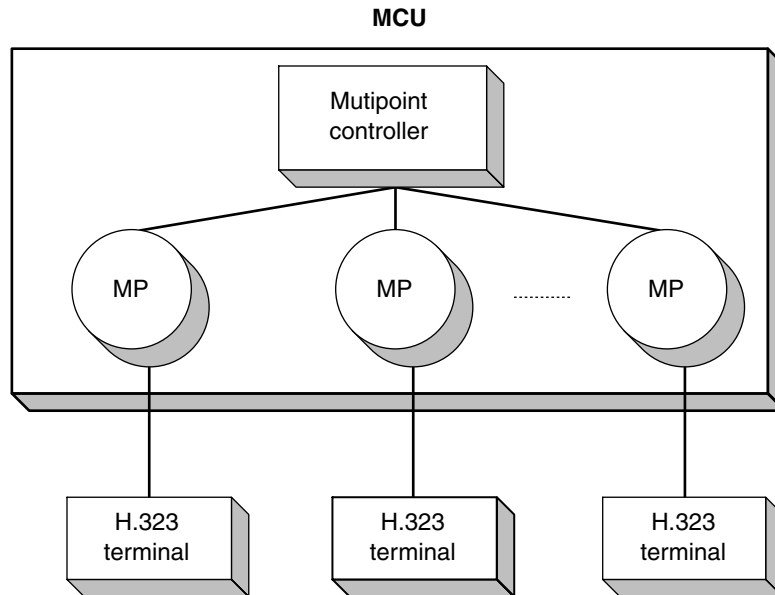 MCU
Mutipoint
controller
MP
MP
MP
H.323
terminal
H.323
terminal
H.323
terminal